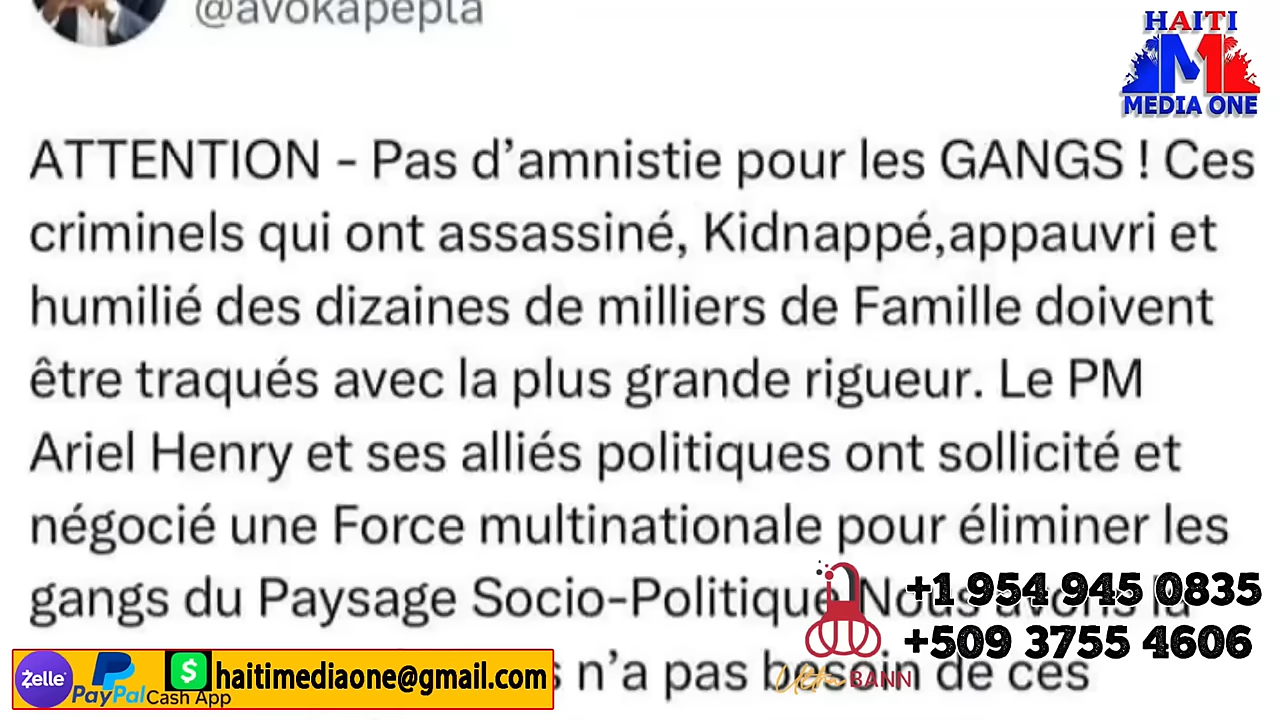 @avokapepla
HAITI
M
MEDIA ONE
ATTENTION - Pas d’amnistie pour les GANGS ! Ces
criminels qui ont assassiné, Kidnappé,appauvri et
humilié des dizaines de milliers de Famille doivent
être traqués avec la plus grande rigueur. Le PM
Ariel Henry et ses alliés politiques ont sollicité et
négocié une Force multinationale pour éliminer les
gangs du Paysage Socio-Politique
+1 954 945 0835
+509 3755 4606
n’a pas besoin de ces
Ultra BANN
Zelle
PayPal
$
Cash App
haitimediaone@gmail.com